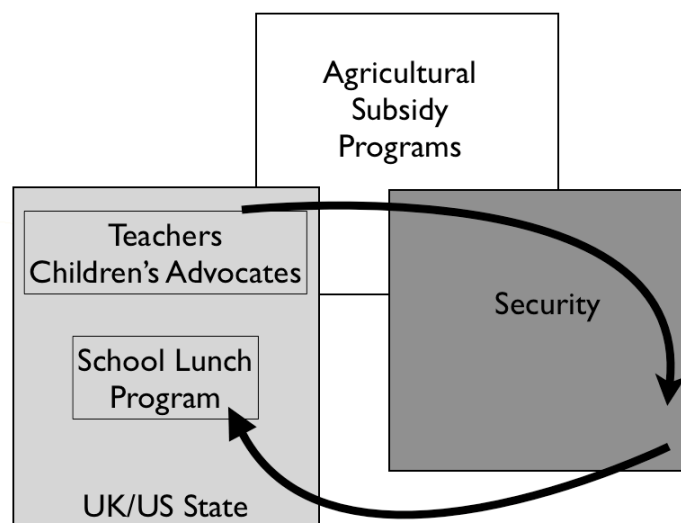 Agricultural
Subsidy
Programs
Teachers
Children’s Advocates
Security
School Lunch
Program
UK/US State